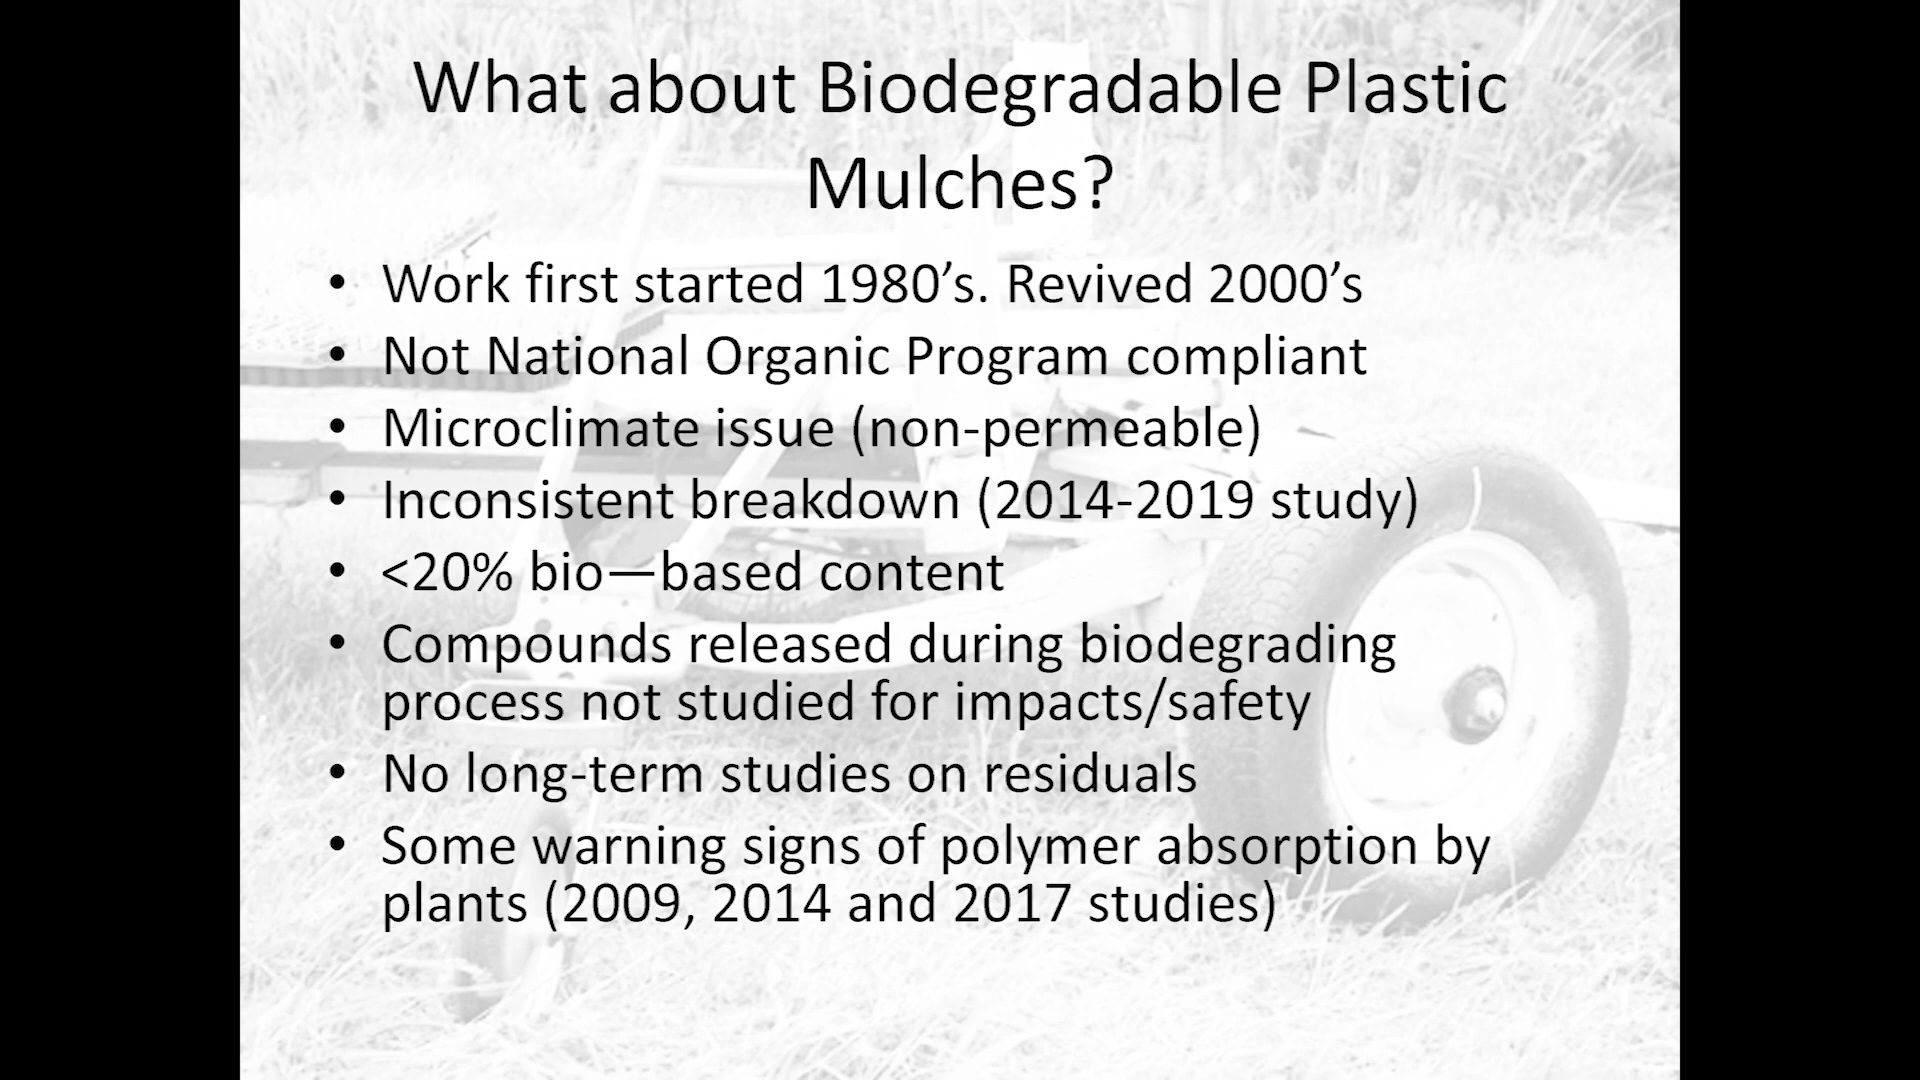 What about Biodegradable Plastic
Mulches?
• Work first started 1980’s. Revived 2000’s
• Not National Organic Program compliant
• Microclimate issue (non-permeable)
• Inconsistent breakdown (2014-2019 study)
• <20% bio—based content
• Compounds released during biodegrading
process not studied for impacts/safety
• No long-term studies on residuals
• Some warning signs of polymer absorption by
plants (2009, 2014 and 2017 studies)